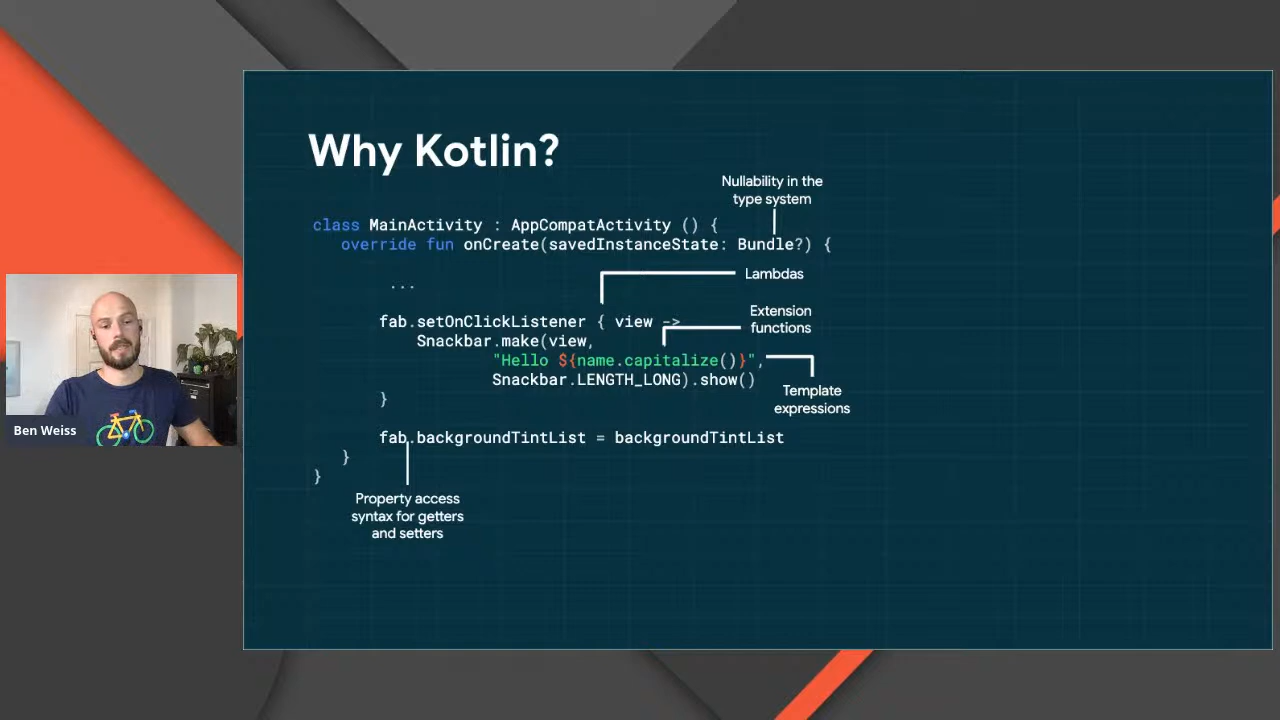 Why Kotlin?
Nullability in the
type system
class MainActivity : AppCompatActivity () {
override fun onCreate(savedInstanceState: Bundle?) {
...
Lambdas
fab.setOnClickListener { view ->
Extension
functions
Snackbar.make(view,
"Hello ${name.capitalize()}",
Snackbar.LENGTH_LONG).show()
Template
expressions
}
fab.backgroundTintList = backgroundTintList
}
}
Property access
syntax for getters
and setters
Ben Weiss